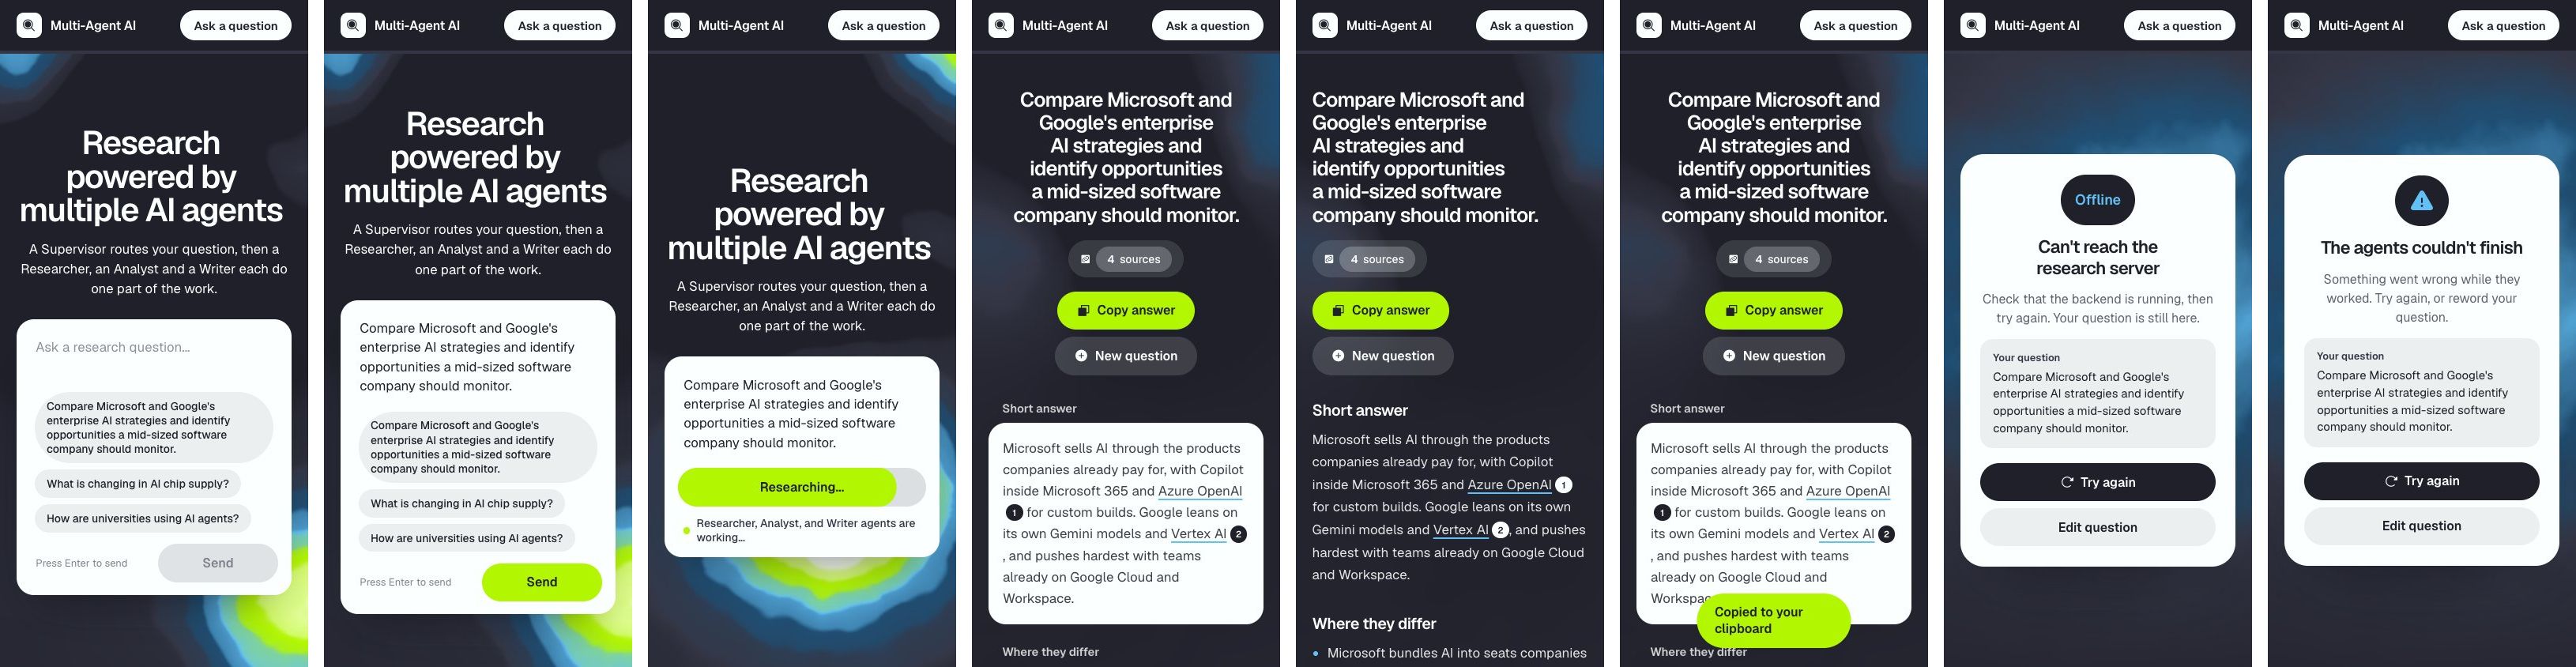 Multi-Agent AI
Ask a question
Research
powered by
multiple AI agents
A Supervisor routes your question, then a
Researcher, an Analyst and a Writer each do
one part of the work.
Ask a research question...
Compare Microsoft and Google's
enterprise AI strategies and identify
opportunities a mid-sized software
company should monitor.
What is changing in AI chip supply?
How are universities using AI agents?
Press Enter to send
Send
Multi-Agent AI
Ask a question
Research
powered by
multiple AI agents
A Supervisor routes your question, then a
Researcher, an Analyst and a Writer each do
one part of the work.
Compare Microsoft and Google's
enterprise AI strategies and identify
opportunities a mid-sized software
company should monitor.
Compare Microsoft and Google's
enterprise AI strategies and identify
opportunities a mid-sized software
company should monitor.
What is changing in AI chip supply?
How are universities using AI agents?
Press Enter to send
Send
Multi-Agent AI
Ask a question
Research
powered by
multiple AI agents
A Supervisor routes your question, then a
Researcher, an Analyst and a Writer each do
one part of the work.
Compare Microsoft and Google's
enterprise AI strategies and identify
opportunities a mid-sized software
company should monitor.
Researching...
Researcher, Analyst, and Writer agents are
working...
Multi-Agent AI
Ask a question
Compare Microsoft and
Google's enterprise
AI strategies and
identify opportunities
a mid-sized software
company should monitor.
4 sources
Copy answer
New question
Short answer
Microsoft sells AI through the products
companies already pay for, with Copilot
inside Microsoft 365 and Azure OpenAI
1 for custom builds. Google leans on
its own Gemini models and Vertex AI 2
, and pushes hardest with teams
already on Google Cloud and
Workspace.
Where they differ
Multi-Agent AI
Ask a question
Compare Microsoft and
Google's enterprise
AI strategies and
identify opportunities
a mid-sized software
company should monitor.
4 sources
Copy answer
New question
Short answer
Microsoft sells AI through the products
companies already pay for, with Copilot
inside Microsoft 365 and Azure OpenAI 1
for custom builds. Google leans on its own
Gemini models and Vertex AI 2, and pushes
hardest with teams already on Google Cloud
and Workspace.
Where they differ
• Microsoft bundles AI into seats companies
Multi-Agent AI
Ask a question
Compare Microsoft and
Google's enterprise
AI strategies and
identify opportunities
a mid-sized software
company should monitor.
4 sources
Copy answer
New question
Short answer
Microsoft sells AI through the products
companies already pay for, with Copilot
inside Microsoft 365 and Azure OpenAI
1 for custom builds. Google leans on
its own Gemini models and Vertex AI 2
, and pushes hardest with teams
already on Google Cloud and
Workspac
Copied to your
clipboard
Where they differ
Multi-Agent AI
Ask a question
Offline
Can't reach the
research server
Check that the backend is running, then
try again. Your question is still here.
Your question
Compare Microsoft and Google's
enterprise AI strategies and identify
opportunities a mid-sized software
company should monitor.
Try again
Edit question
Multi-Agent AI
Ask a question
The agents couldn't finish
Something went wrong while they
worked. Try again, or reword your
question.
Your question
Compare Microsoft and Google's
enterprise AI strategies and identify
opportunities a mid-sized software
company should monitor.
Try again
Edit question